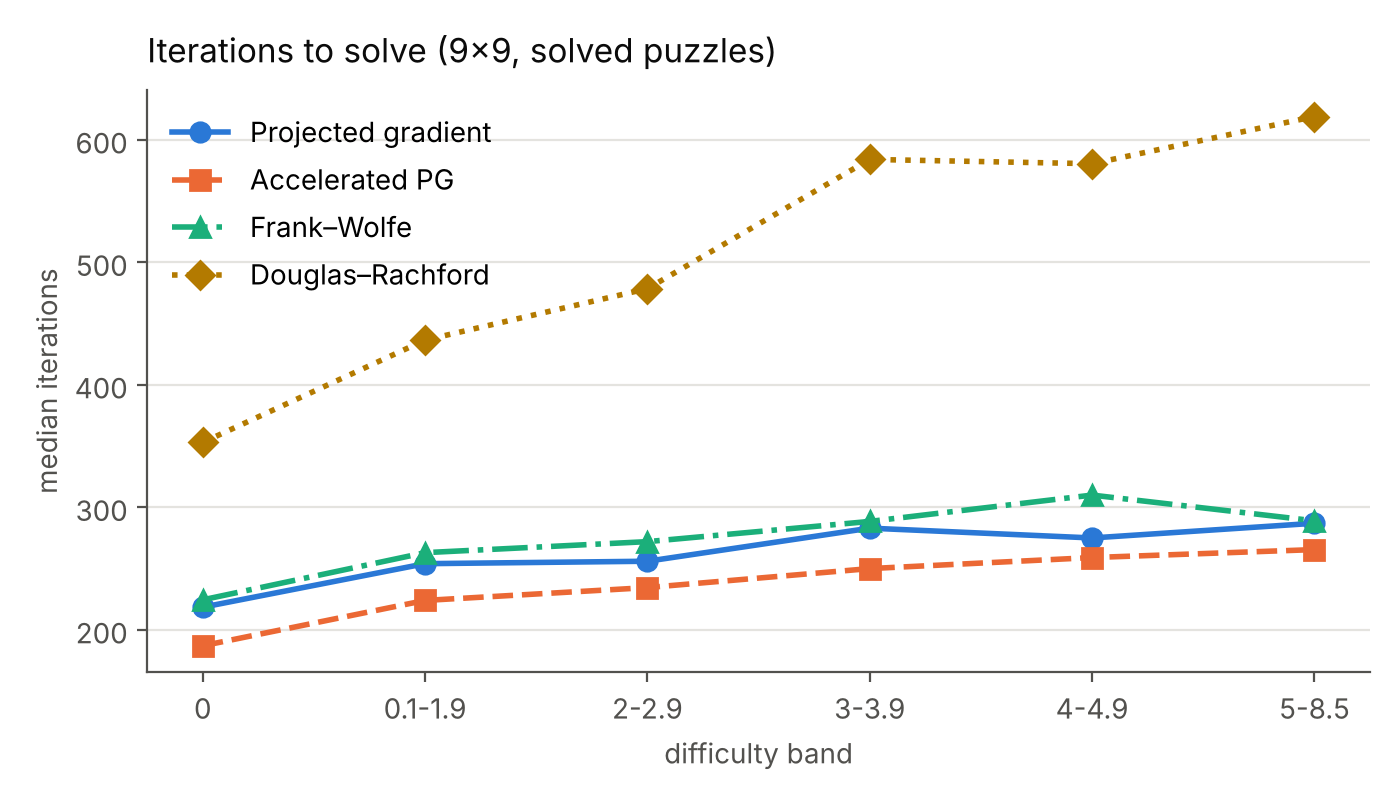 Iterations to solve (9×9, solved puzzles)
Projected gradient
Accelerated PG
Frank–Wolfe
Douglas–Rachford
600
500
400
300
200
median iterations
0
0.1-1.9
2-2.9
3-3.9
4-4.9
5-8.5
difficulty band